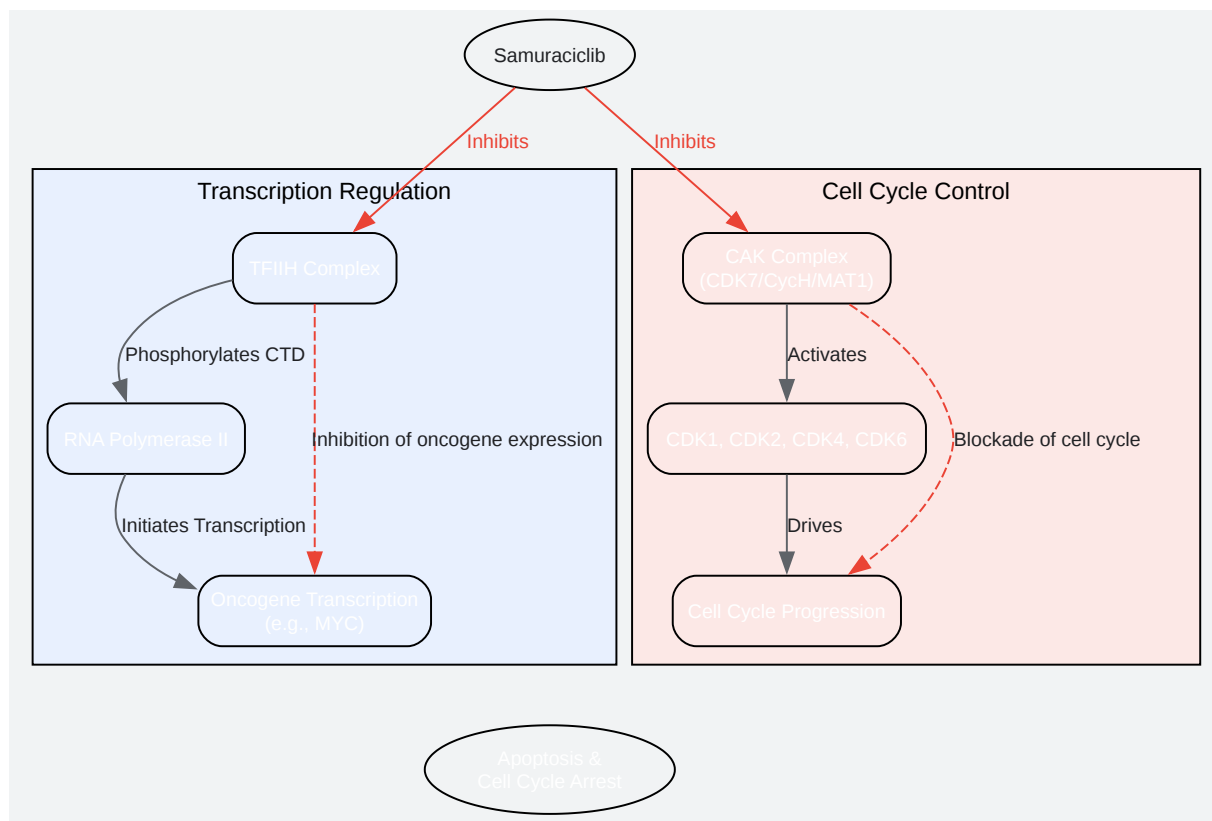 Samuraciclib
Inhibits
Inhibits
Transcription Regulation
TFIIH Complex
Phosphorylates CTD
RNA Polymerase II
Inhibition of oncogene expression
Initiates Transcription
Oncogene Transcription
(e.g., MYC)
Cell Cycle Control
CAK Complex
(CDK7/CycH/MAT1)
Activates
CDK1, CDK2, CDK4, CDK6
Blockade of cell cycle
Drives
Cell Cycle Progression
Apoptosis &
Cell Cycle Arrest